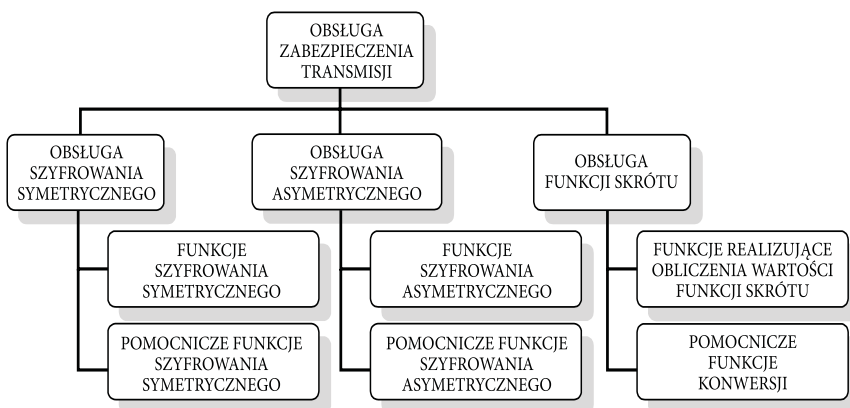 OBSŁUGA
ZABEZPIECZENIA
TRANSMISJI
OBSŁUGA
SZYFROWANIA
SYMETRYCZNEGO
OBSŁUGA
SZYFROWANIA
ASYMETRYCZNEGO
OBSŁUGA
FUNKCJI SKRÓTU
FUNKCJE
SZYFROWANIA
SYMETRYCZNEGO
FUNKCJE
SZYFROWANIA
ASYMETRYCZNEGO
FUNKCJE REALIZUJĄCE
OBLICZENIA WARTOŚCI
FUNKCJI SKRÓTU
POMOCNICZE FUNKCJE
SZYFROWANIA
SYMETRYCZNEGO
POMOCNICZE FUNKCJE
SZYFROWANIA
ASYMETRYCZNEGO
POMOCNICZE
FUNKCJE
KONWERSJI